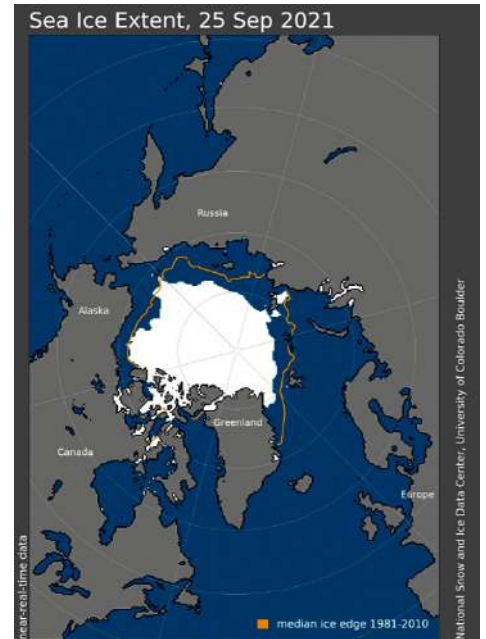 Sea Ice Extent, 25 Sep 2021
Russia
Alaska
Greenland
Canada
Europe
near-real-time data
National Snow and Ice Data Center, University of Colorado Boulder
median ice edge 1981-2010